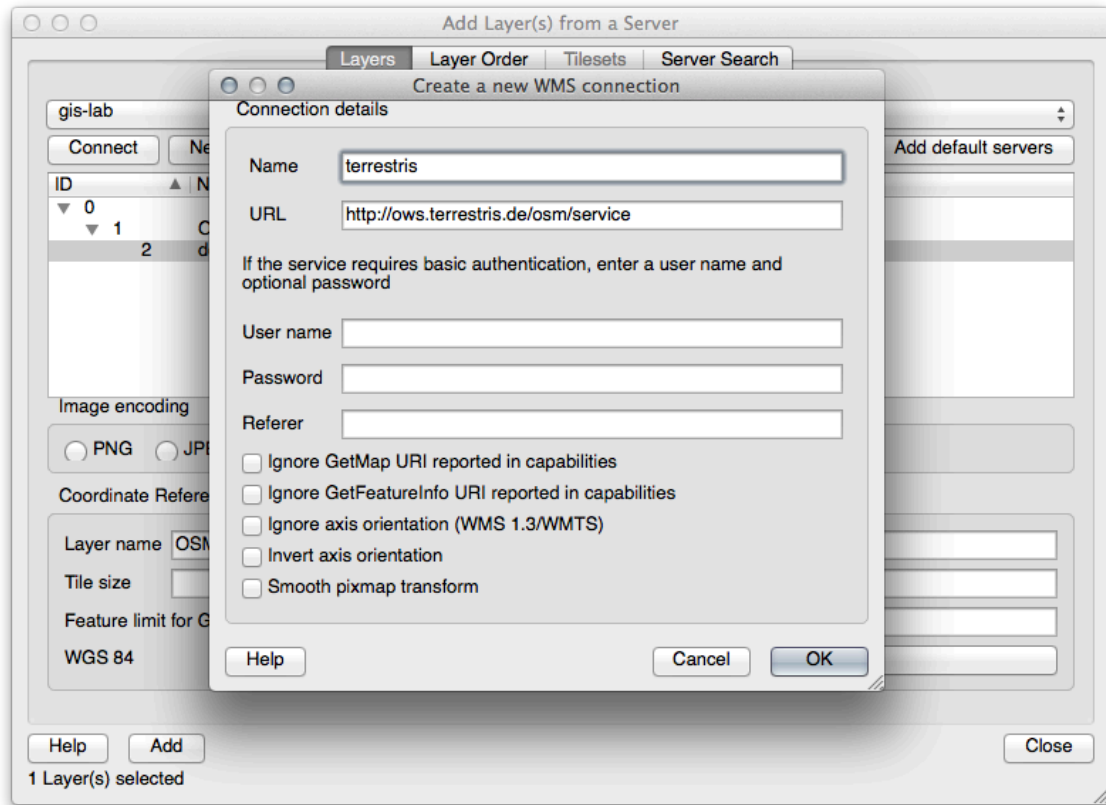 Add Layer(s) from a Server
Layers Layer Order Tilesets Server Search
Create a new WMS connection
gis-lab
Connection details
Connect Ne Add default servers
Name terrestris
ID N
0
URL http://ows.terrestris.de/osm/service
1 C
2 d
If the service requires basic authentication, enter a user name and
optional password
User name
Password
Image encoding
Referer
PNG JPE
Ignore GetMap URI reported in capabilities
Ignore GetFeatureInfo URI reported in capabilities
Coordinate Refere
Ignore axis orientation (WMS 1.3/WMTS)
Layer name OSM
Invert axis orientation
Tile size
Smooth pixmap transform
Feature limit for G
WGS 84
Help Cancel OK
Help Add Close
1 Layer(s) selected